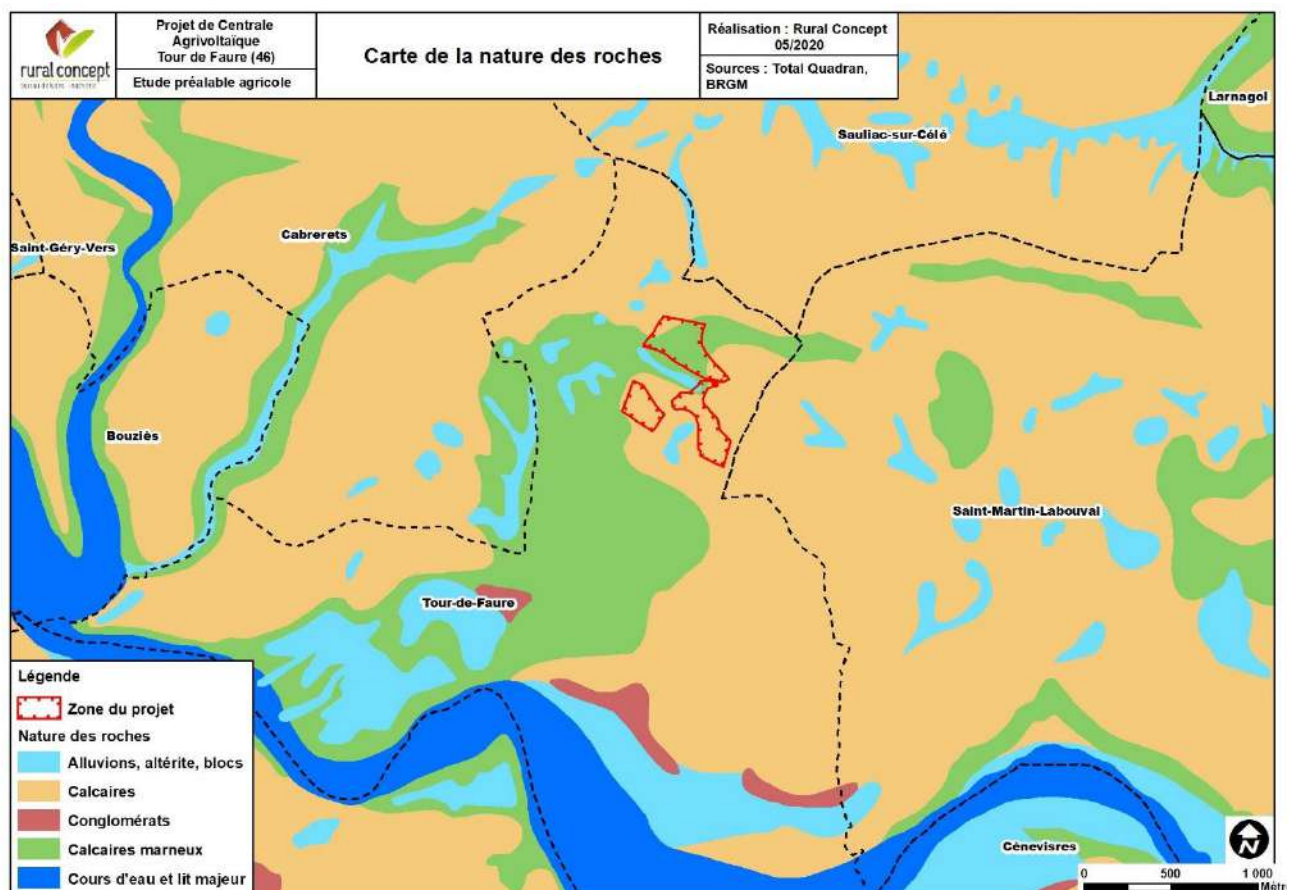 rural concept
Projet de Centrale
Agrivoltaïque
Tour de Faure (46)
Etude préalable agricole
Carte de la nature des roches
Réalisation : Rural Concept
05/2020
Sources : Total Quadran,
BRGM
Larnagol
Sauliac-sur-Célé
Cabrerets
Saint-Géry-Vers
Bouziès
Saint-Martin-Labouval
Tour-de-Faure
Cénevisres
Légende
Zone du projet
Nature des roches
Alluvions, altérite, blocs
Calcaires
Conglomérats
Calcaires marneux
Cours d'eau et lit majeur
N
0 500 1 000
Mètr